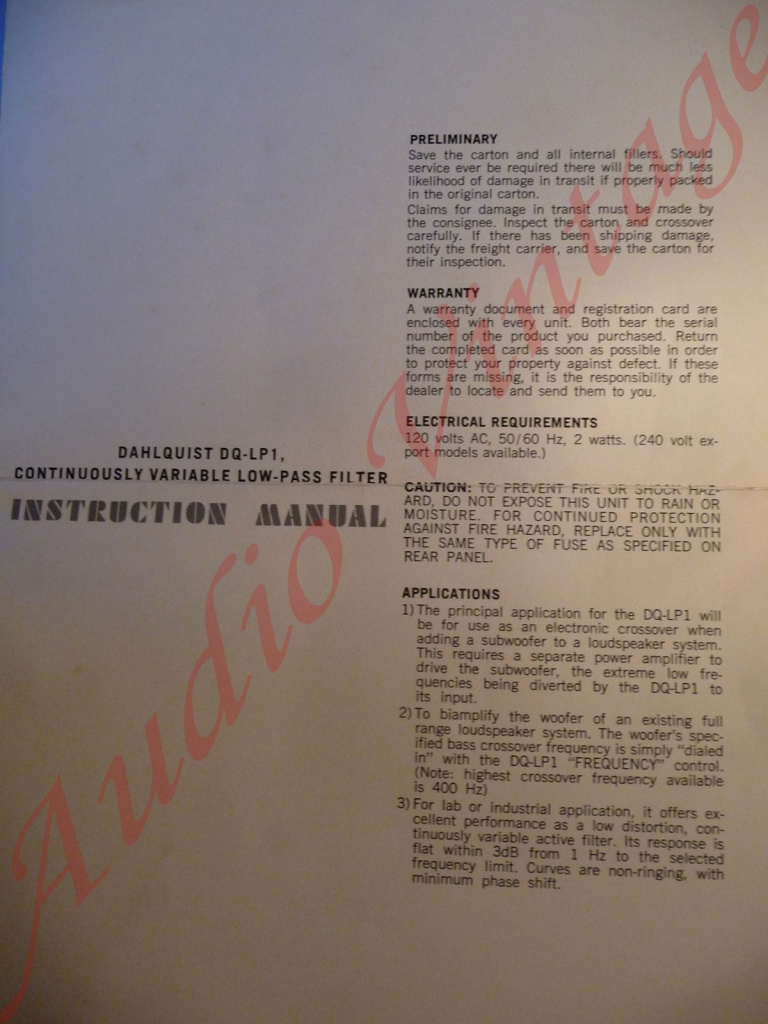 DAHLQUIST DQ-LP1,
CONTINUOUSLY VARIABLE LOW-PASS FILTER
INSTRUCTION MANUAL
PRELIMINARY
Save the carton and all internal fillers. Should
service ever be required there will be much less
likelihood of damage in transit if properly packed
in the original carton.
Claims for damage in transit must be made by
the consignee. Inspect the carton and crossover
carefully. If there has been shipping damage,
notify the freight carrier, and save the carton for
their inspection.
WARRANTY
A warranty document and registration card are
enclosed with every unit. Both bear the serial
number of the product you purchased. Return
the completed card as soon as possible in order
to protect your property against defect. If these
forms are missing, it is the responsibility of the
dealer to locate and send them to you.
ELECTRICAL REQUIREMENTS
120 volts AC, 50/60 Hz, 2 watts. (240 volt ex-
port models available.)
CAUTION: TO PREVENT FIRE OR SHOCK HAZ-
ARD, DO NOT EXPOSE THIS UNIT TO RAIN OR
MOISTURE. FOR CONTINUED PROTECTION
AGAINST FIRE HAZARD, REPLACE ONLY WITH
THE SAME TYPE OF FUSE AS SPECIFIED ON
REAR PANEL.
APPLICATIONS
1) The principal application for the DQ-LP1 will
be for use as an electronic crossover when
adding a subwoofer to a loudspeaker system.
This requires a separate power amplifier to
drive the subwoofer, the extreme low fre-
quencies being diverted by the DQ-LP1 to
its input.
2) To biamplify the woofer of an existing full
range loudspeaker system. The woofer's spec-
ified bass crossover frequency is simply "dialed
in" with the DQ-LP1 "FREQUENCY" control.
(Note: highest crossover frequency available
is 400 Hz)
3) For lab or industrial application, it offers ex-
cellent performance as a low distortion, con-
tinuously variable active filter. Its response is
flat within 3dB from 1 Hz to the selected
frequency limit. Curves are non-ringing, with
minimum phase shift.
Audio Vintage